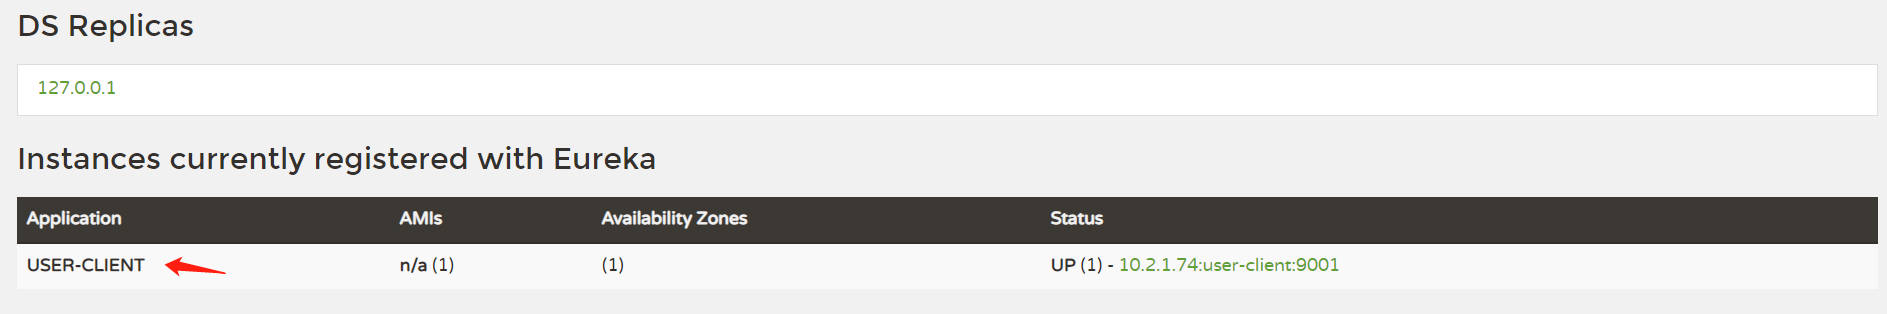 DS Replicas
127.0.0.1
Instances currently registered with Eureka
Application AMIs Availability Zones Status
USER-CLIENT n/a (1) (1) UP (1) - 10.2.1.74:user-client:9001